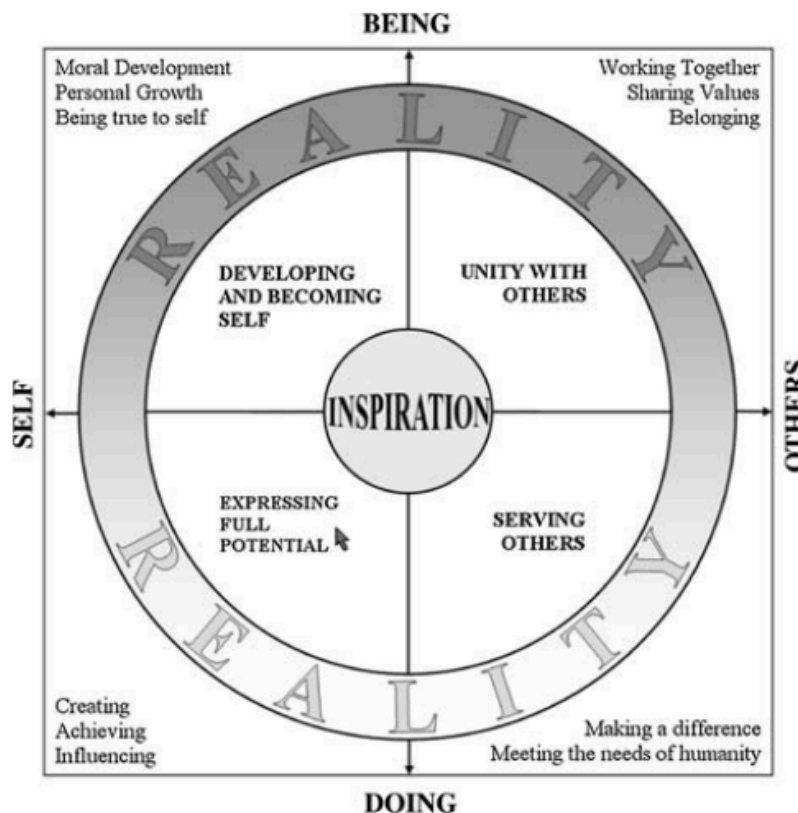 BEING
Moral Development
Personal Growth
Being true to self
Working Together
Sharing Values
Belonging
REALITY
DEVELOPING
AND BECOMING
SELF
UNITY WITH
OTHERS
SELF
INSPIRATION
OTHERS
EXPRESSING
FULL
POTENTIAL
SERVING
OTHERS
REALITY
Creating
Achieving
Influencing
Making a difference
Meeting the needs of humanity
DOING